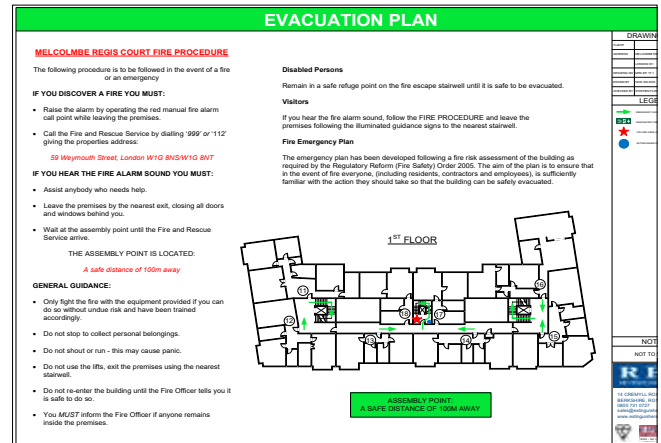 EVACUATION PLAN
MELCOLMBE REGIS COURT FIRE PROCEDURE
The following procedure is to be followed in the event of a fire
or an emergency
IF YOU DISCOVER A FIRE YOU MUST:
• Raise the alarm by operating the red manual fire alarm
call point while leaving the premises.
• Call the Fire and Rescue Service by dialling '999' or '112'
giving the properties address:
59 Weymouth Street, London W1G 8NS/W1G 8NT
IF YOU HEAR THE FIRE ALARM SOUND YOU MUST:
• Assist anybody who needs help.
• Leave the premises by the nearest exit, closing all doors
and windows behind you.
• Wait at the assembly point until the Fire and Rescue
Service arrive.
THE ASSEMBLY POINT IS LOCATED:
A safe distance of 100m away
GENERAL GUIDANCE:
• Only fight the fire with the equipment provided if you can
do so without undue risk and have been trained
accordingly.
• Do not stop to collect personal belongings.
• Do not shout or run - this may cause panic.
• Do not use the lifts, exit the premises using the nearest
stairwell.
• Do not re-enter the building until the Fire Officer tells you it
is safe to do so.
• You MUST inform the Fire Officer if anyone remains
inside the premises.
Disabled Persons
Remain in a safe refuge point on the fire escape stairwell until it is safe to be evacuated.
Visitors
If you hear the fire alarm sound, follow the FIRE PROCEDURE and leave the
premises following the illuminated guidance signs to the nearest stairwell.
Fire Emergency Plan
The emergency plan has been developed following a fire risk assessment of the building as
required by the Regulatory Reform (Fire Safety) Order 2005. The aim of the plan is to ensure that
in the event of fire everyone, (including residents, contractors and employees), is sufficiently
familiar with the action they should take so that the building can be safely evacuated.
1ST FLOOR
11
12
13
18
17
14
16
15
ASSEMBLY POINT:
A SAFE DISTANCE OF 100M AWAY
DRAWIN
LEGE
NOT
NOT TO
R E
14 CREMYLL RO
BERKSHIRE, RO
0800 731 0727
sales@extinguish
www.extinguisher